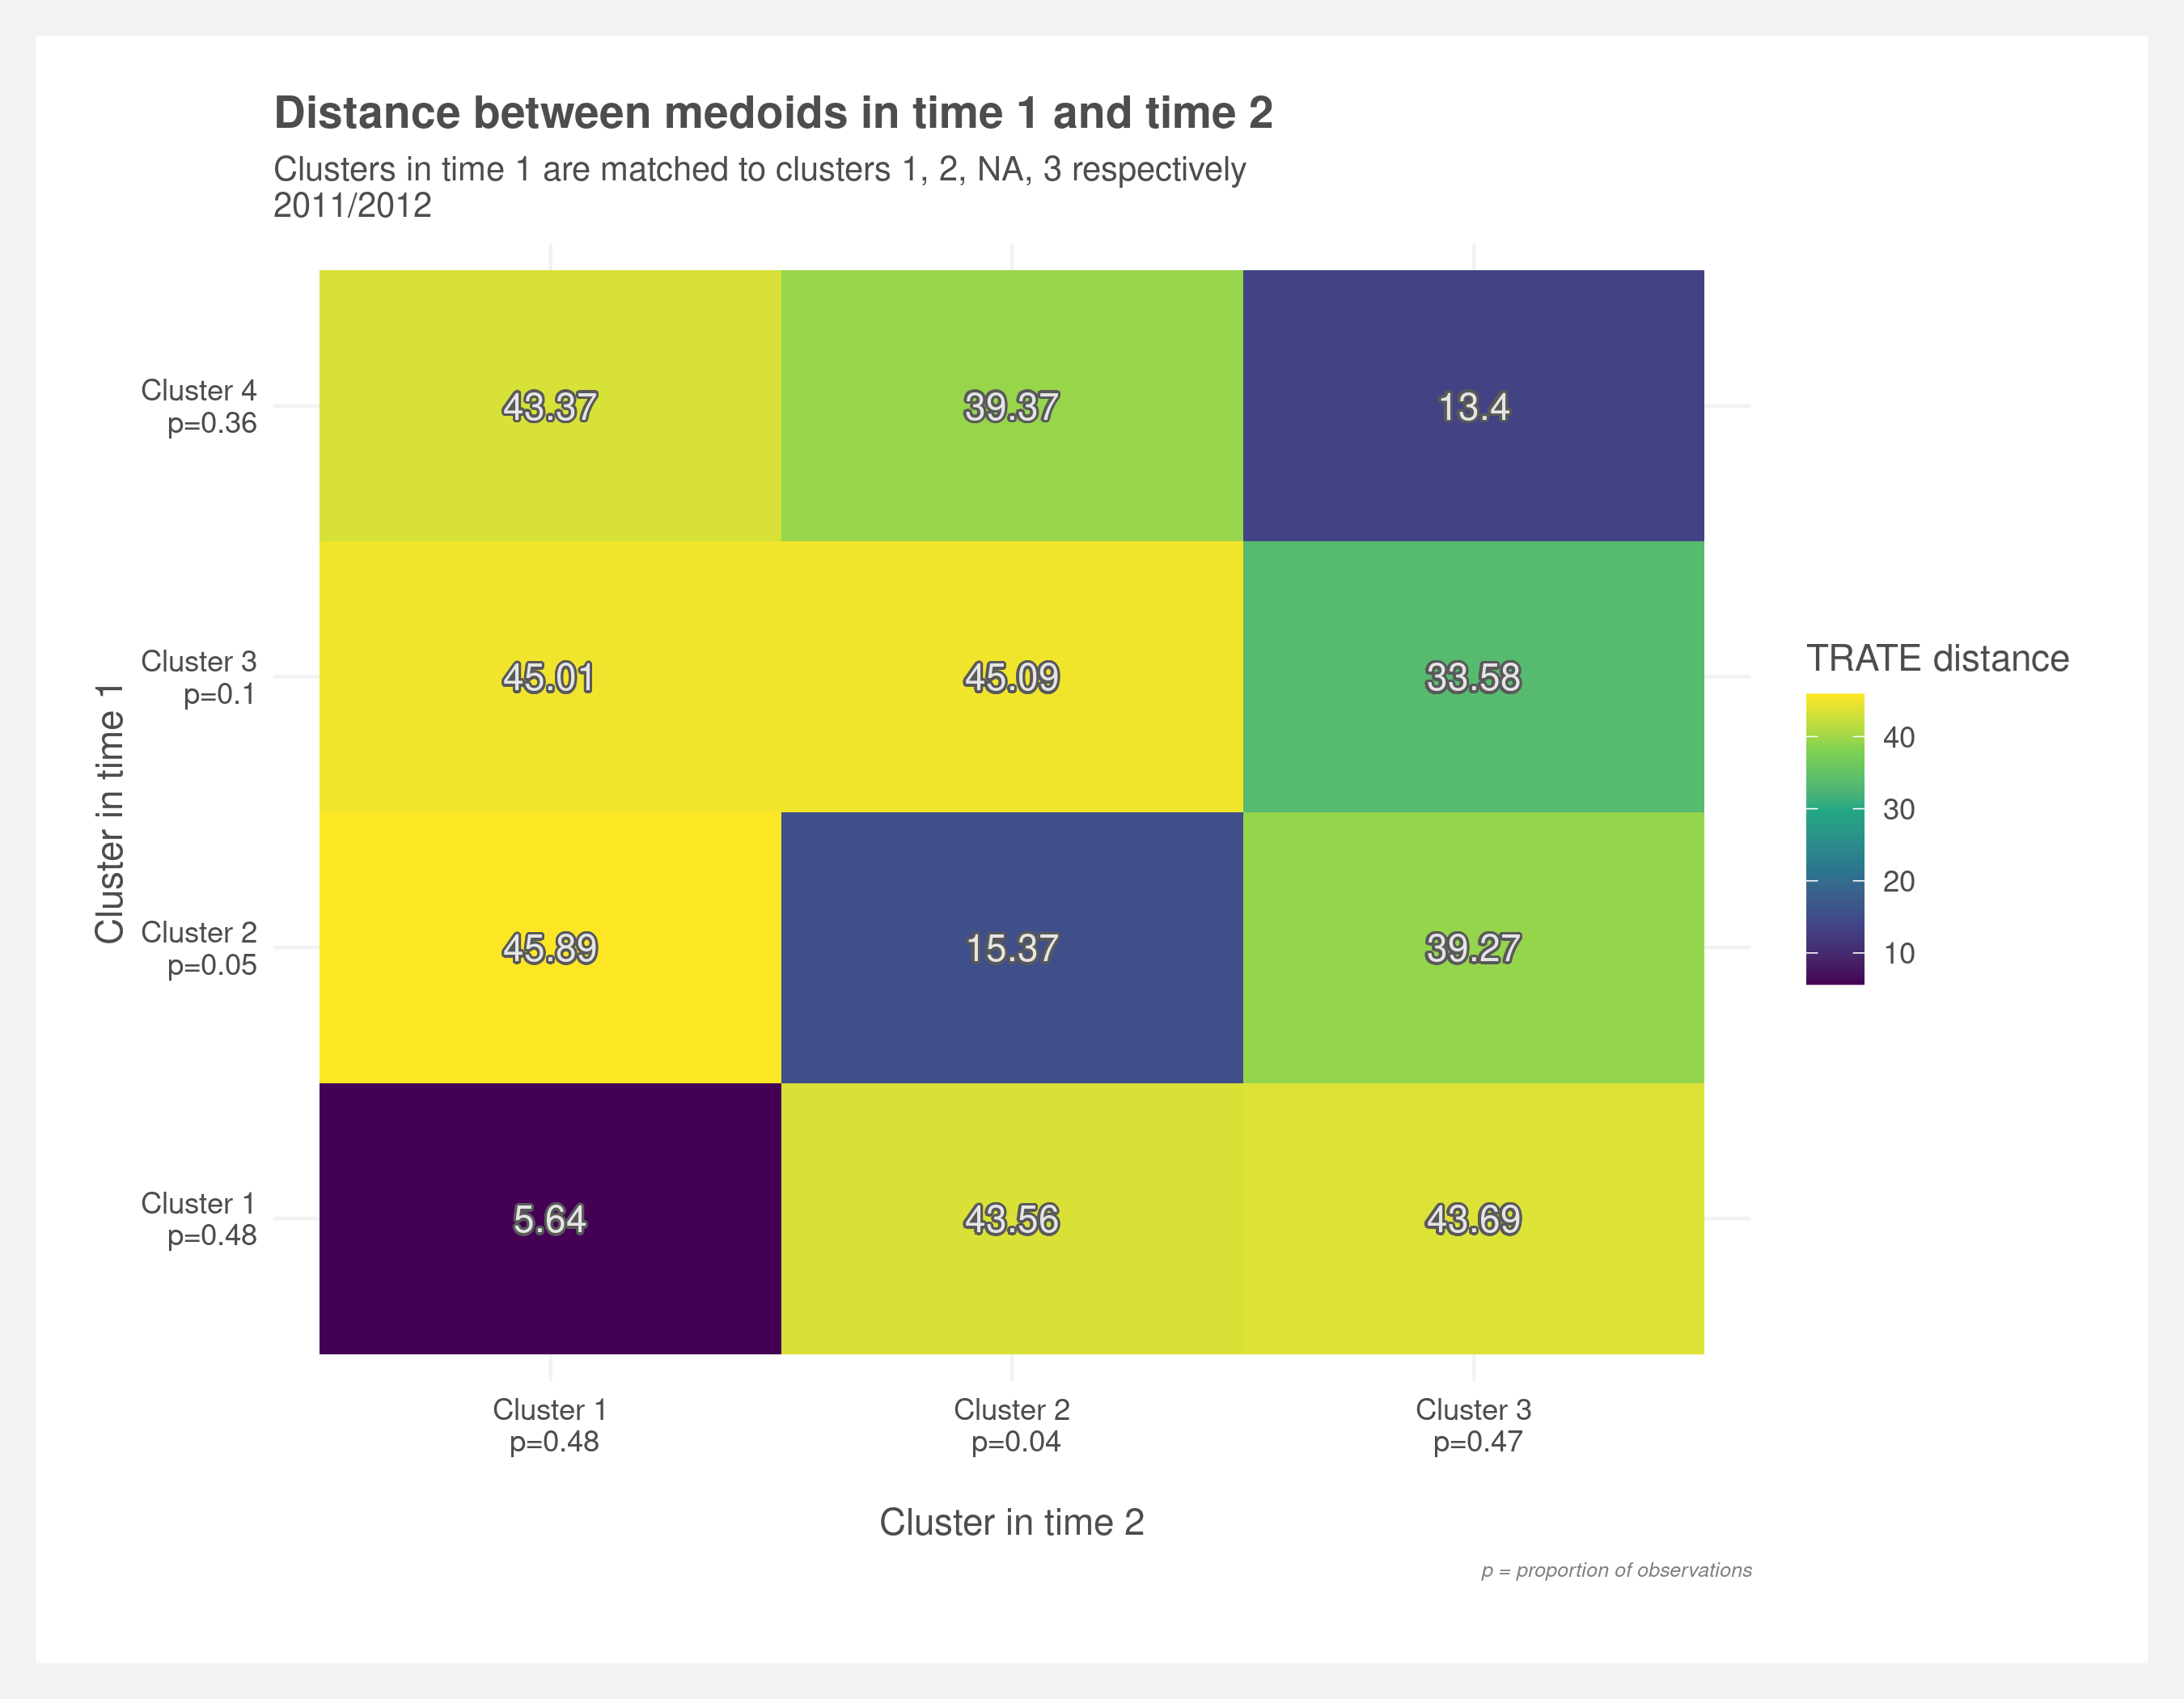 Distance between medoids in time 1 and time 2
Clusters in time 1 are matched to clusters 1, 2, NA, 3 respectively
2011/2012
Cluster in time 1
Cluster 4
p=0.36
43.37
39.37
13.4
Cluster 3
p=0.1
45.01
45.09
33.58
Cluster 2
p=0.05
45.89
15.37
39.27
Cluster 1
p=0.48
5.64
43.56
43.69
Cluster 1
p=0.48
Cluster 2
p=0.04
Cluster 3
p=0.47
Cluster in time 2
TRATE distance
40
30
20
10
p = proportion of observations